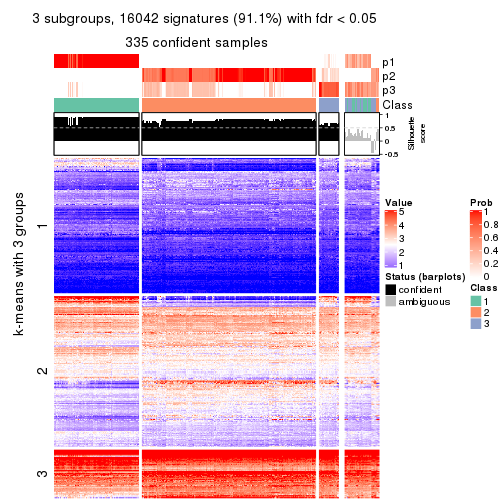 3 subgroups, 16042 signatures (91.1%) with fdr < 0.05
335 confident samples
p1
p2
p3
Class
1
0.5
0
-0.5
Silhouette
score
k-means with 3 groups
1
2
3
Value
5
4
3
2
1
Status (barplots)
confident
ambiguous
Prob
1
0.8
0.6
0.4
0.2
0
Class
1
2
3